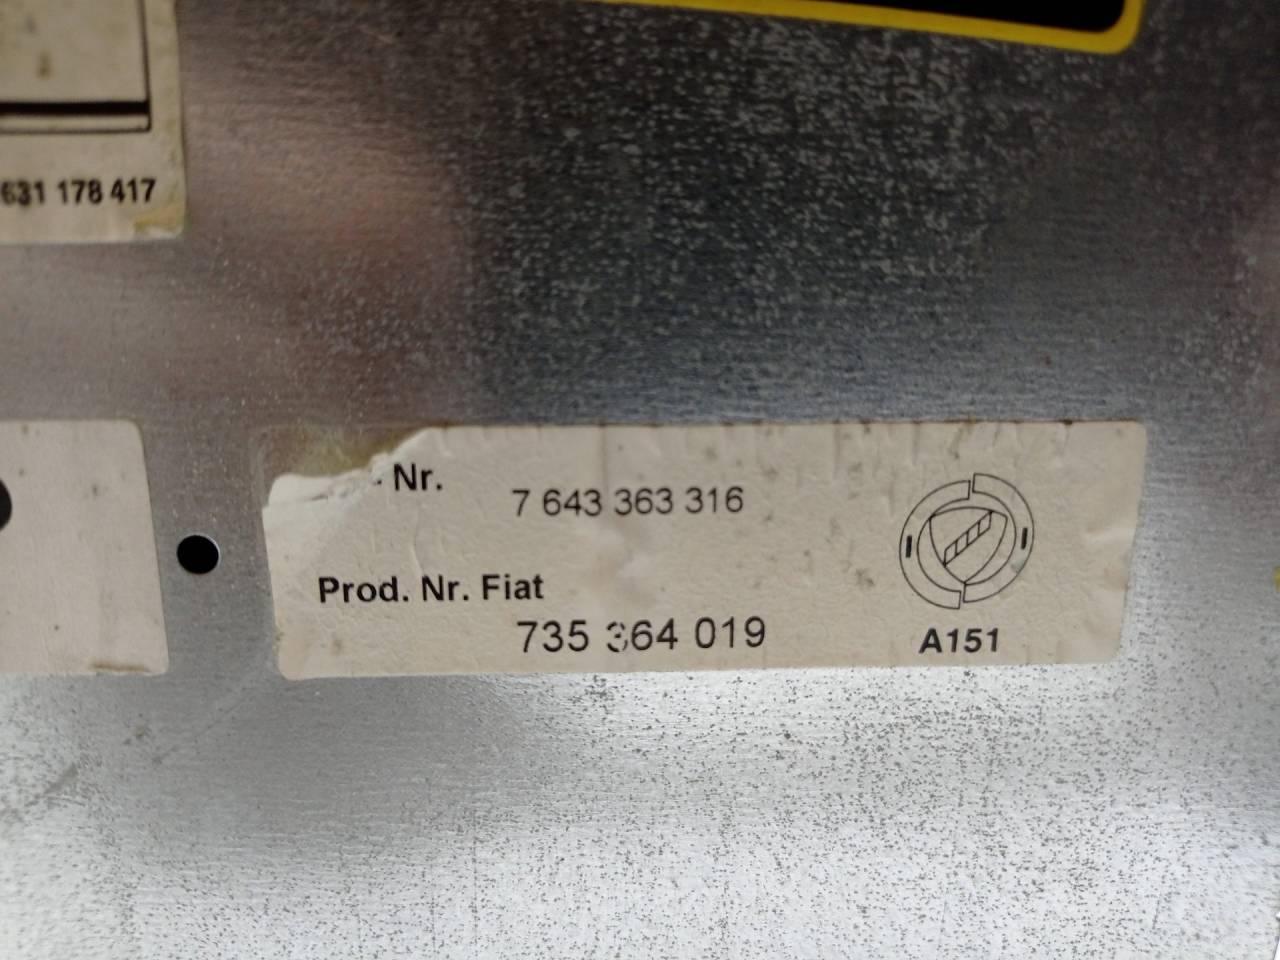 631 178 417
Nr.
7 643 363 316
Prod. Nr. Fiat
735 364 019
A151